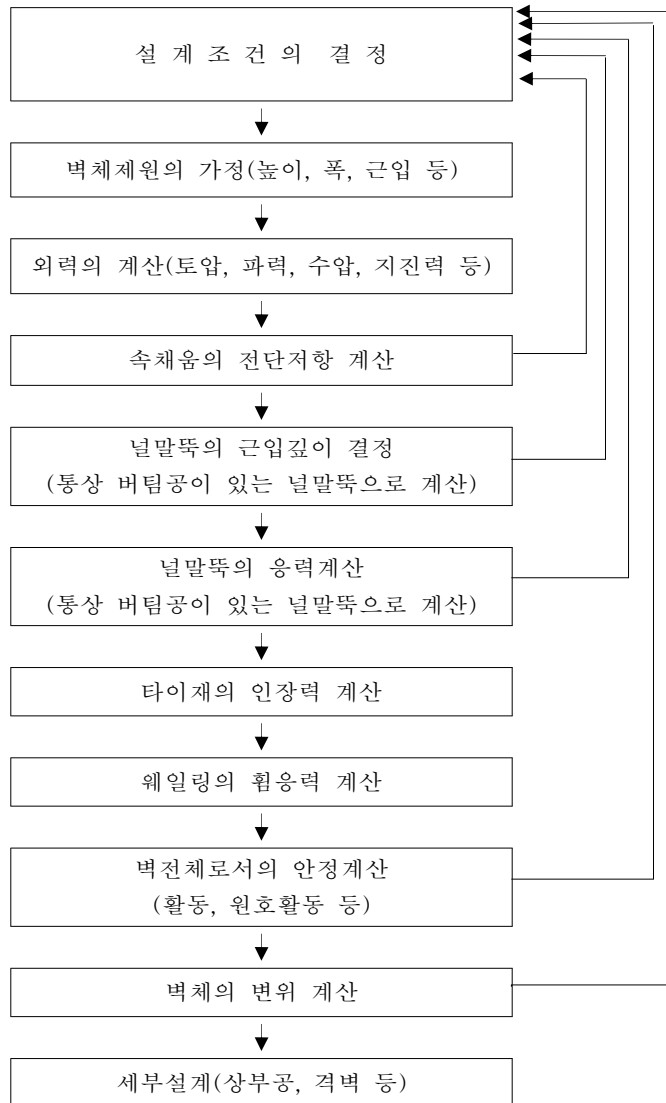 설 계 조 건 의 결 정
벽체제원의 가정(높이, 폭, 근입 등)
외력의 계산(토압, 파력, 수압, 지진력 등)
속채움의 전단저항 계산
널말뚝의 근입깊이 결정
(통상 버팀공이 있는 널말뚝으로 계산)
널말뚝의 응력계산
(통상 버팀공이 있는 널말뚝으로 계산)
타이재의 인장력 계산
웨일링의 휨응력 계산
벽전체로서의 안정계산
(활동, 원호활동 등)
벽체의 변위 계산
세부설계(상부공, 격벽 등)